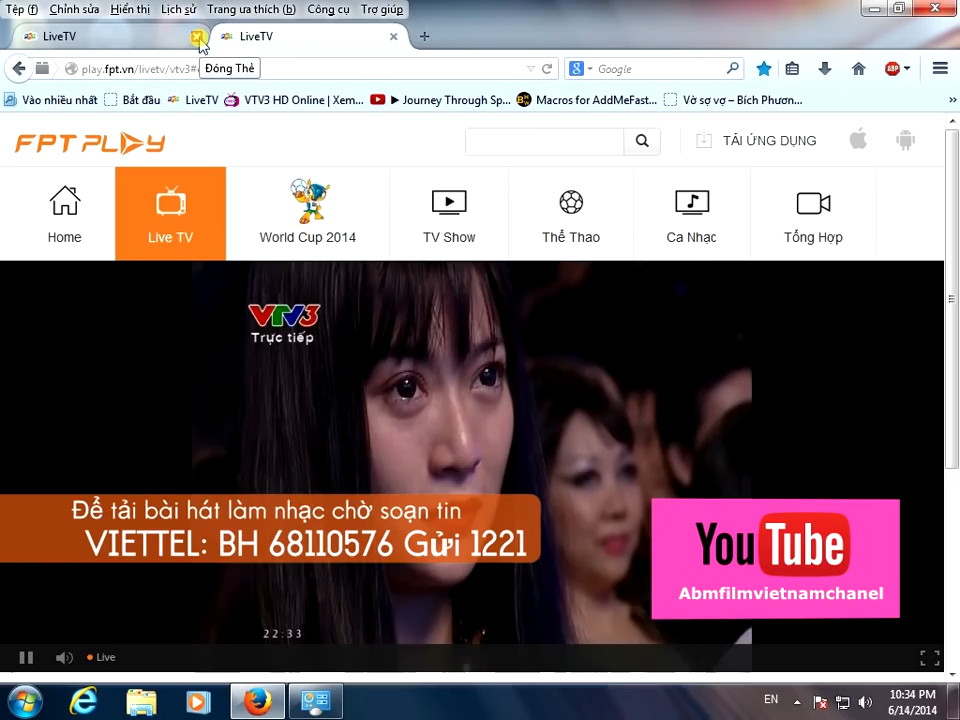 Tệp (f) Chỉnh sửa Hiển thị Lịch sử Trang ưa thích (b) Công cụ Trợ giúp
LiveTV LiveTV
play.fpt.vn/livetv/vtv3# Đóng Thẻ Google ABP
Vào nhiều nhất Bắt đầu LiveTV VTV3 HD Online | Xem... ► Journey Through Sp... Macros for AddMeFast... Vờ sợ vợ – Bích Phươn...
FPT PLAY TẢI ỨNG DỤNG
Home Live TV World Cup 2014 TV Show Thể Thao Ca Nhạc Tổng Hợp
VTV3
Trực tiếp
Để tải bài hát làm nhạc chờ soạn tin
VIETTEL: BH 68110576 Gửi 1221
YouTube
Abmfilmvietnamchanel
22:33
Live
EN 10:34 PM
6/14/2014